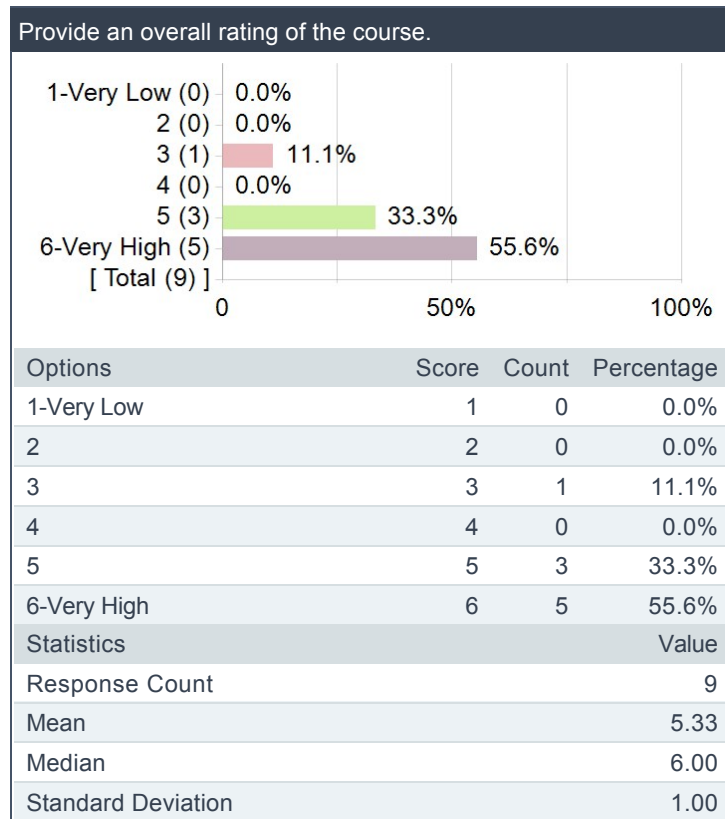 Provide an overall rating of the course.
1-Very Low (0) 0.0%
2 (0) 0.0%
3 (1) 11.1%
4 (0) 0.0%
5 (3) 33.3%
6-Very High (5) 55.6%
[ Total (9) ]
0 50% 100%
Options Score Count Percentage
1-Very Low 1 0 0.0%
2 2 0 0.0%
3 3 1 11.1%
4 4 0 0.0%
5 5 3 33.3%
6-Very High 6 5 55.6%
Statistics Value
Response Count 9
Mean 5.33
Median 6.00
Standard Deviation 1.00